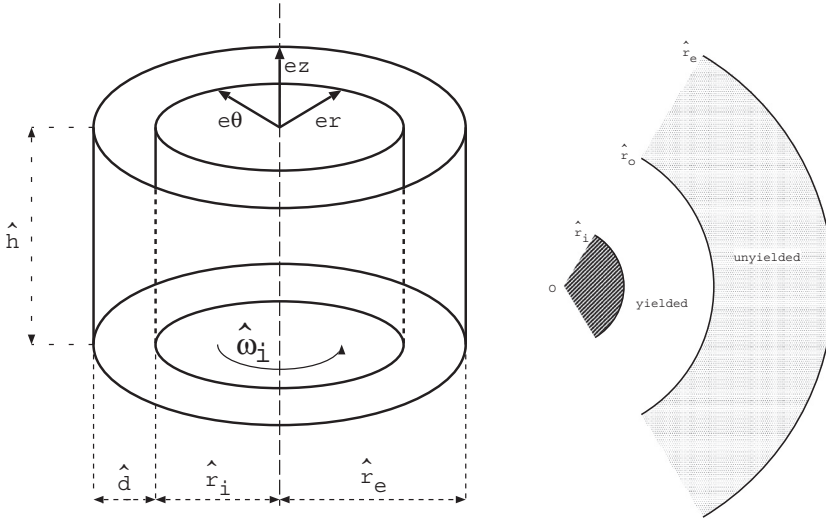 ez
eθ
er
ĥ
ω̂i
d̂
r̂i
r̂e
r̂e
r̂o
r̂i
O
yielded
unyielded